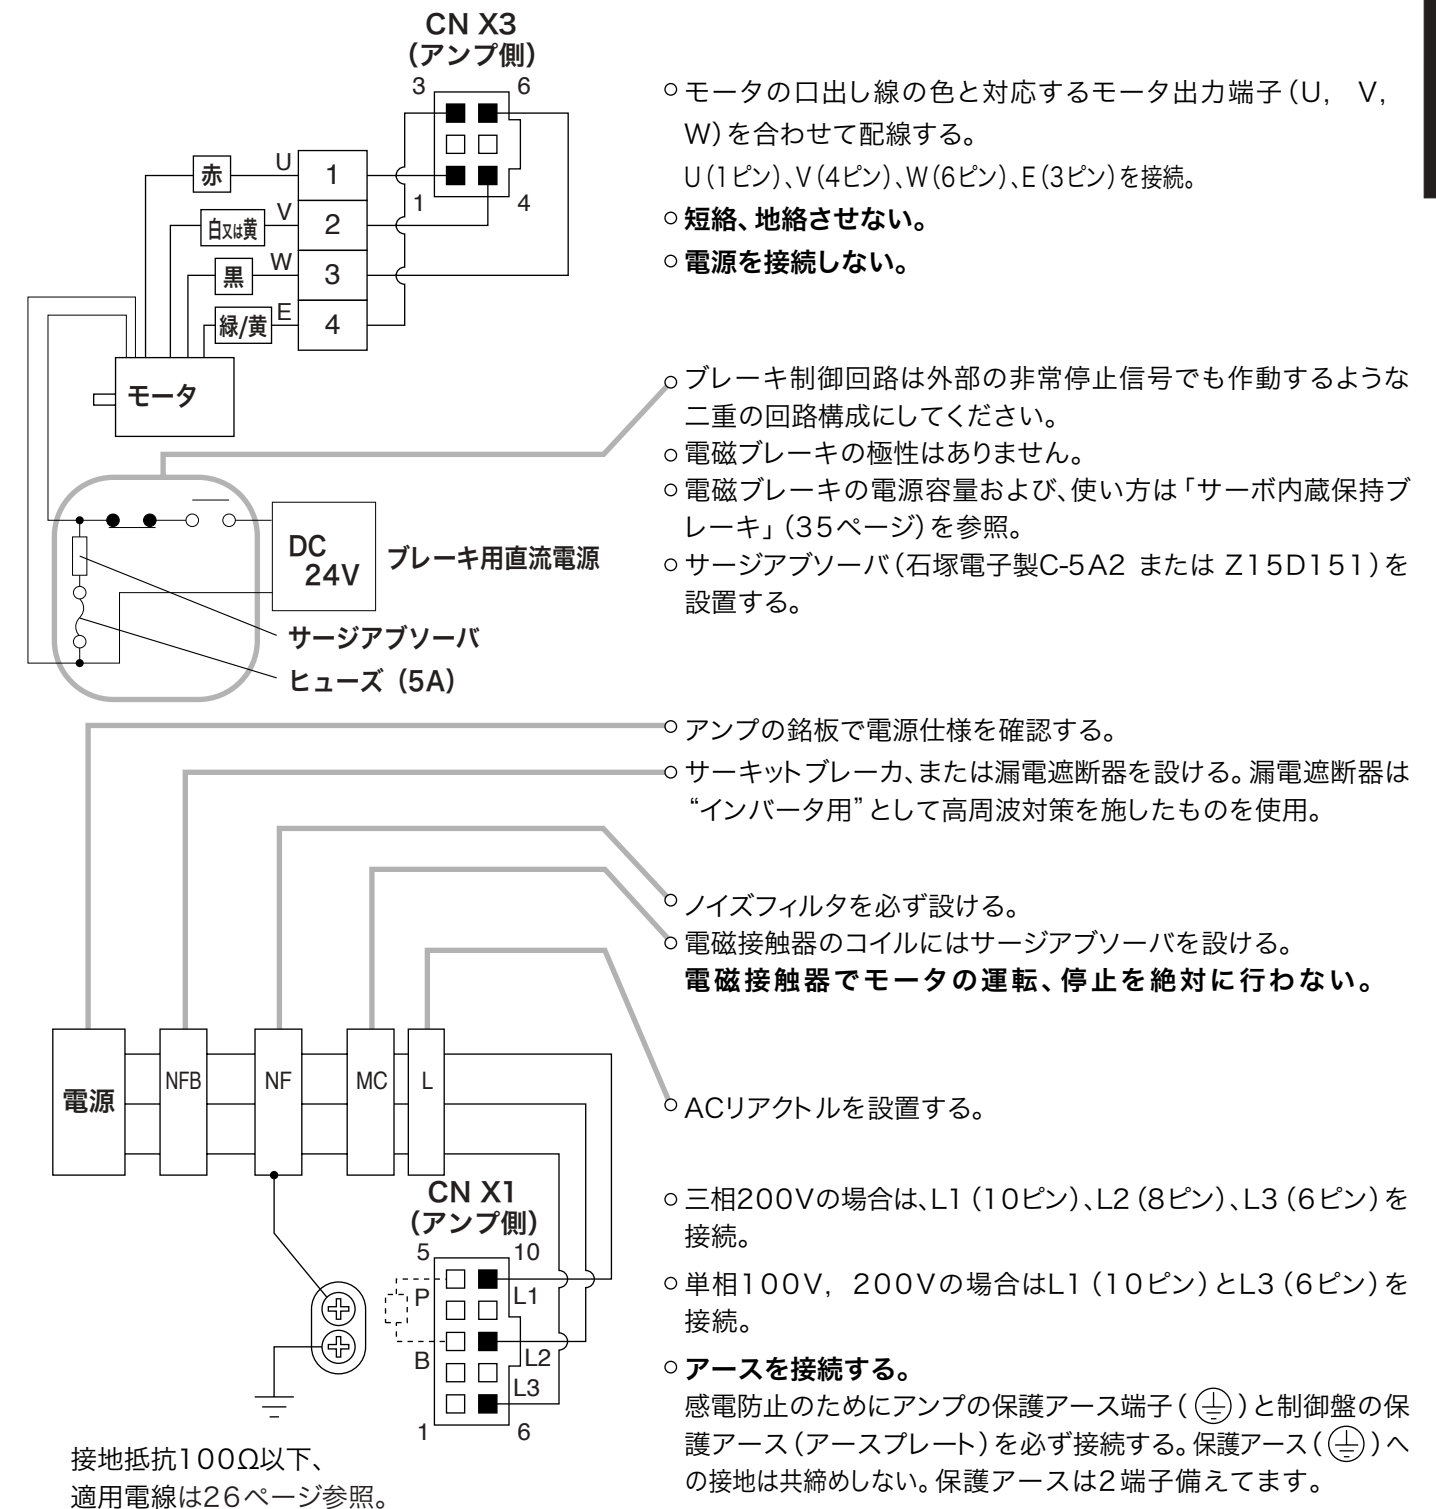 CN X3
（アンプ側）
3 6
1 4
赤 U 1
白又は黄 V 2
黒 W 3
緑/黄 E 4
モータ
○モータの口出し線の色と対応するモータ出力端子（U, V,
W）を合わせて配線する。
U（1ピン）、V（4ピン）、W（6ピン）、E（3ピン）を接続。
○短絡、地絡させない。
○電源を接続しない。
○ブレーキ制御回路は外部の非常停止信号でも作動するような
二重の回路構成にしてください。
○電磁ブレーキの極性はありません。
○電磁ブレーキの電源容量および、使い方は「サーボ内蔵保持ブ
レーキ」（35ページ）を参照。
○サージアブソーバ（石塚電子製C-5A2 または Z15D151）を
設置する。
DC
24V
ブレーキ用直流電源
サージアブソーバ
ヒューズ（5A）
○アンプの銘板で電源仕様を確認する。
○サーキットブレーカ、または漏電遮断器を設ける。漏電遮断器は
“インバータ用”として高周波対策を施したものを使用。
○ノイズフィルタを必ず設ける。
○電磁接触器のコイルにはサージアブソーバを設ける。
電磁接触器でモータの運転、停止を絶対に行わない。
電源 NFB NF MC L
○ACリアクトルを設置する。
CN X1
（アンプ側）
5 10
P L1
B L2
L3
1 6
○三相200Vの場合は、L1（10ピン）、L2（8ピン）、L3（6ピン）を
接続。
○単相100V，200Vの場合はL1（10ピン）とL3（6ピン）を
接続。
○アースを接続する。
感電防止のためにアンプの保護アース端子（⏚）と制御盤の保
護アース（アースプレート）を必ず接続する。保護アース（⏚）へ
の接地は共締めしない。保護アースは2端子備えてます。
接地抵抗100Ω以下、
適用電線は26ページ参照。